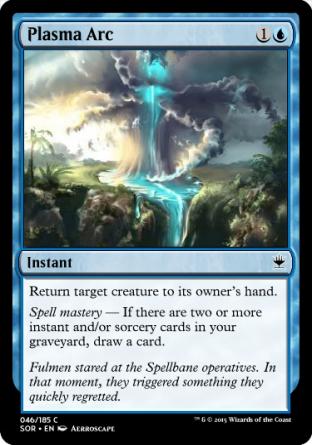 Plasma Arc 1
Instant
Return target creature to its owner's hand.
Spell mastery — If there are two or more
instant and/or sorcery cards in your
graveyard, draw a card.
Fulmen stared at the Spellbane operatives. In
that moment, they triggered something they
quickly regretted.
046/185 C
SOR • EN AERROSCAPE
™ & © 2015 Wizards of the Coast